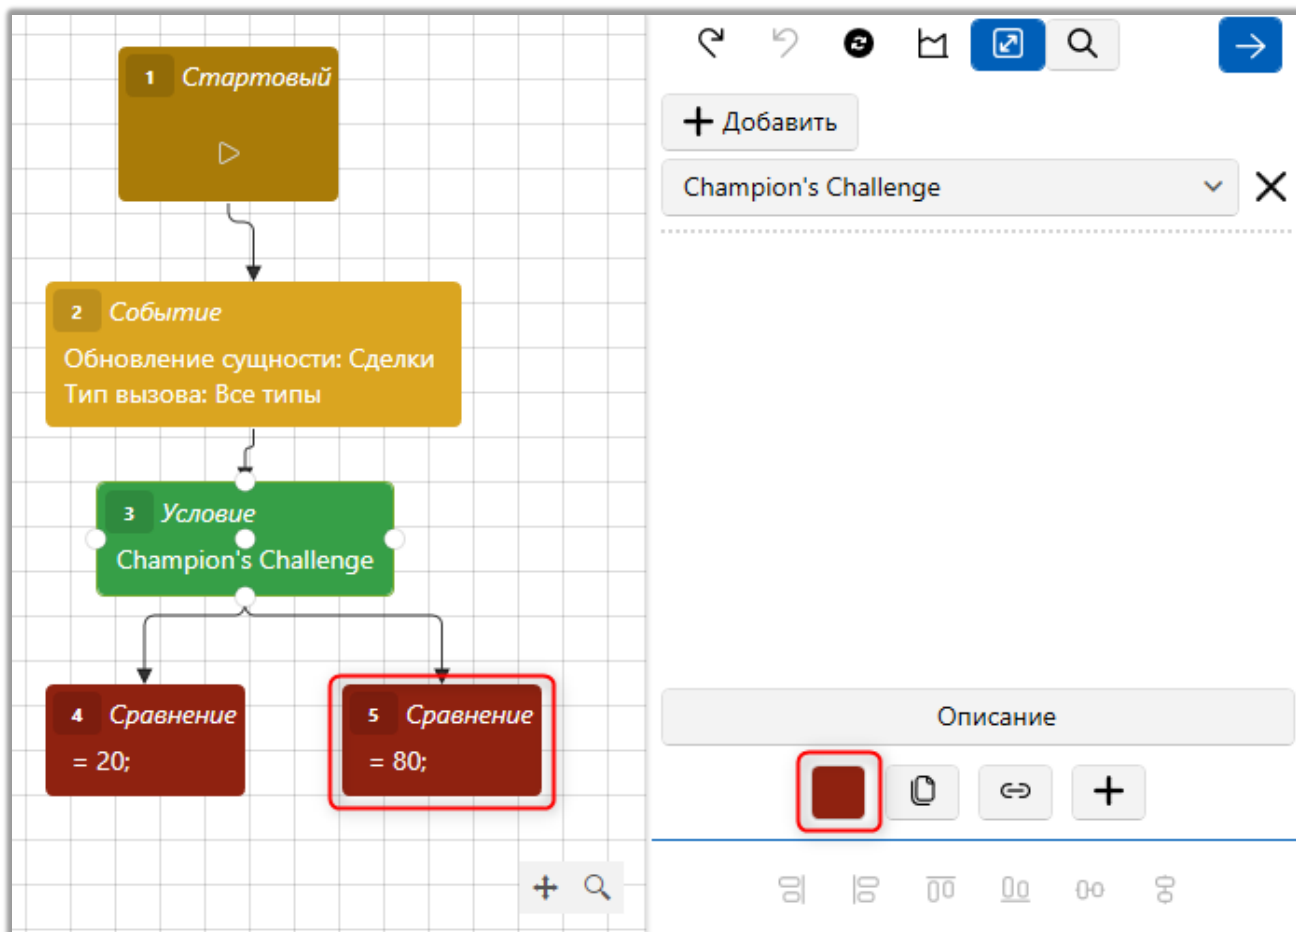 1 Стартовый
2 Событие
Обновление сущности: Сделки
Тип вызова: Все типы
3 Условие
Champion's Challenge
4 Сравнение
= 20;
5 Сравнение
= 80;
Добавить
Champion's Challenge
Описание